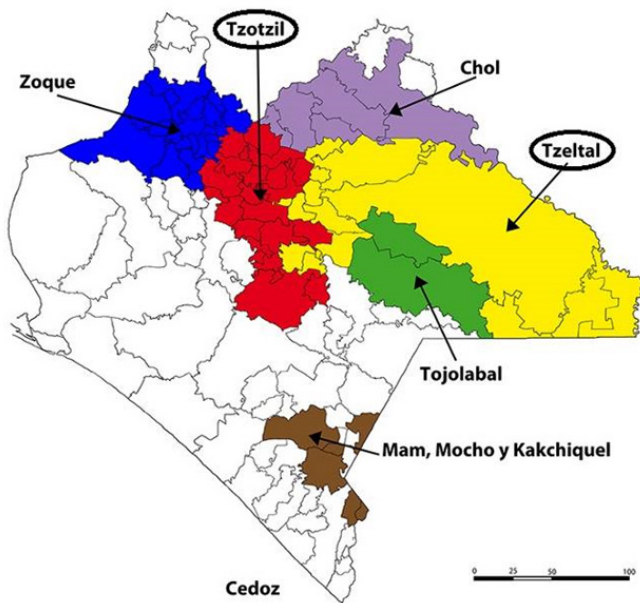 Tzotzil
Zoque
Chol
Tzeltal
Tojolabal
Mam, Mocho y Kakchiquel
Cedoz
0 25 50 100